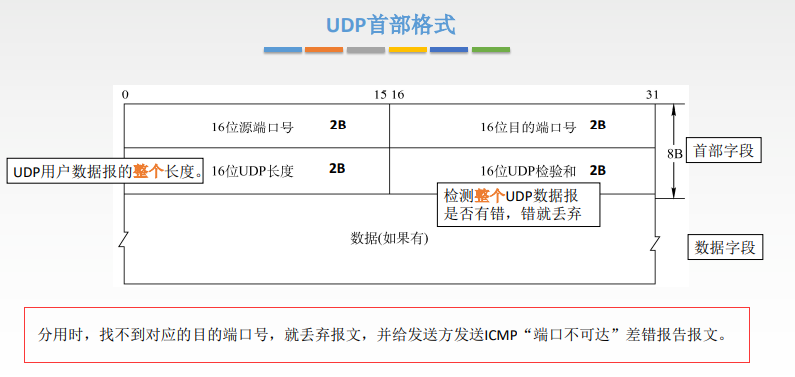 UDP首部格式
0 15 16 31
16位源端口号 2B 16位目的端口号 2B
8B 首部字段
UDP用户数据报的整个长度。 16位UDP长度 2B 16位UDP检验和 2B
检测整个UDP数据报
是否有错，错就丢弃
数据(如果有) 数据字段
分用时，找不到对应的目的端口号，就丢弃报文，并给发送方发送ICMP“端口不可达”差错报告报文。